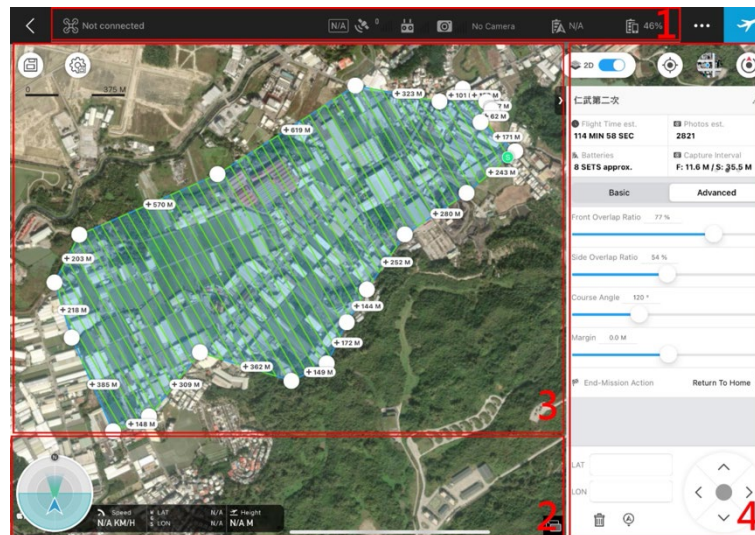 Not connected
N/A
0
No Camera
N/A
46%
1
0 375 M
2D
+ 323 M
+ 101
+ 62 M
+ 171 M
+ 819 M
+ 243 M
+ 570 M
+ 280 M
+ 203 M
+ 252 M
+ 218 M
+ 144 M
+ 172 M
+ 362 M
+ 149 M
+ 385 M
+ 309 M
+ 148 M
3
仁武第二次
Flight Time est.
114 MIN 58 SEC
Photos est.
2821
Batteries
8 SETS approx.
Capture Interval
F: 11.6 M / S: 35.5 M
Basic
Advanced
Front Overlap Ratio 77 %
Side Overlap Ratio 54 %
Course Angle 120 °
Margin 0.0 M
End-Mission Action Return To Home
LAT
LON
4
N
Speed
N/A KM/H
LAT N/A
LON N/A
Height
N/A M
2